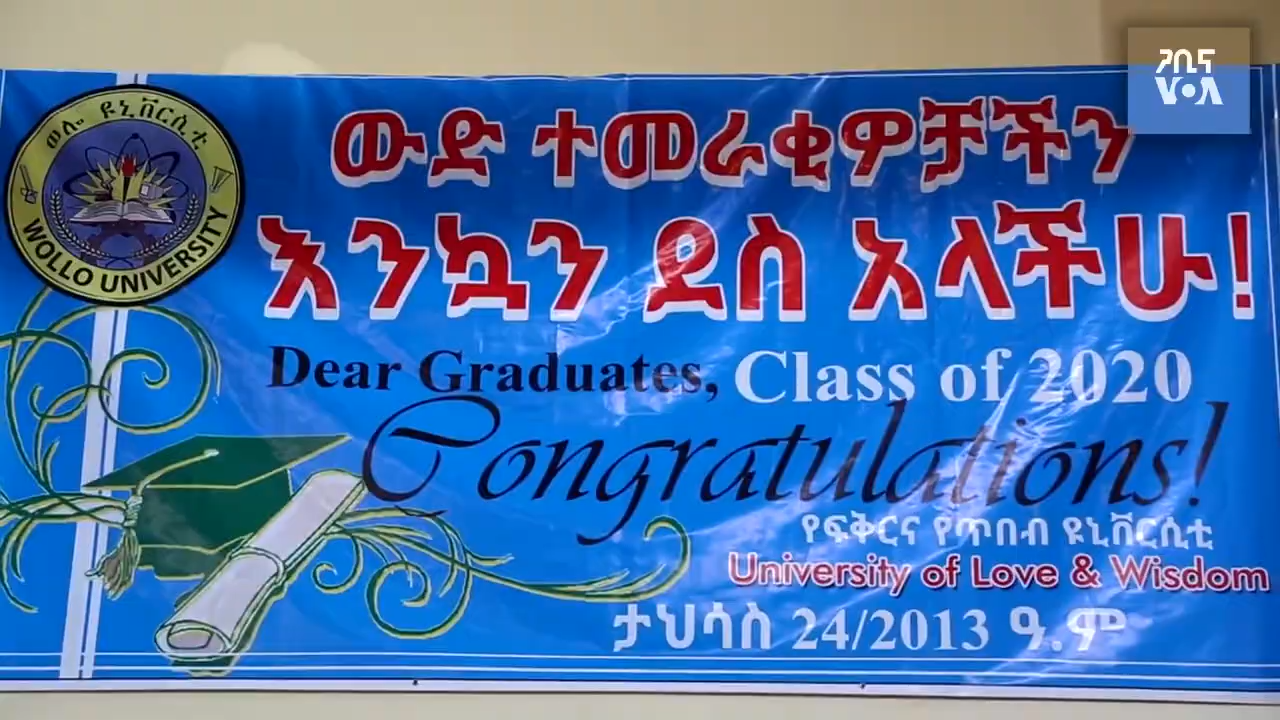 ጋቢና
VOA
ወሎ ዩኒቨርሲቲ
WOLLO UNIVERSITY
ውድ ተመራቂዎቻችን
እንኳን ደስ አላችሁ!
Dear Graduates, Class of 2020
Congratulations!
የፍቅርና የጥበብ ዩኒቨርሲቲ
University of Love & Wisdom
ታህሳስ 24/2013 ዓ.ም